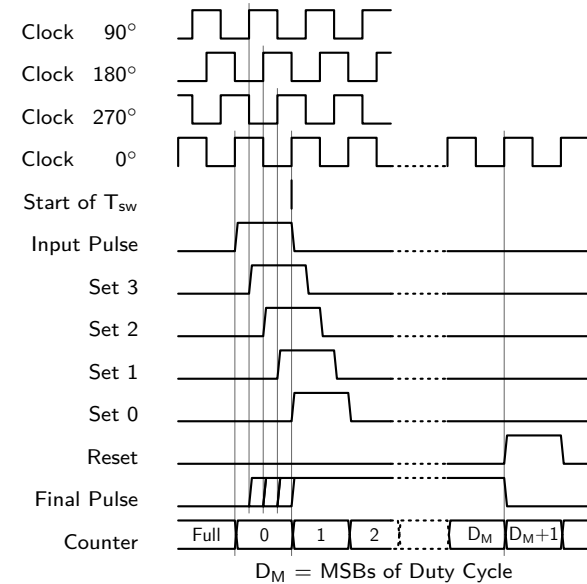 Clock 90°
Clock 180°
Clock 270°
Clock 0°
Start of Tsw
Input Pulse
Set 3
Set 2
Set 1
Set 0
Reset
Final Pulse
Counter Full 0 1 2 DM DM+1
DM = MSBs of Duty Cycle